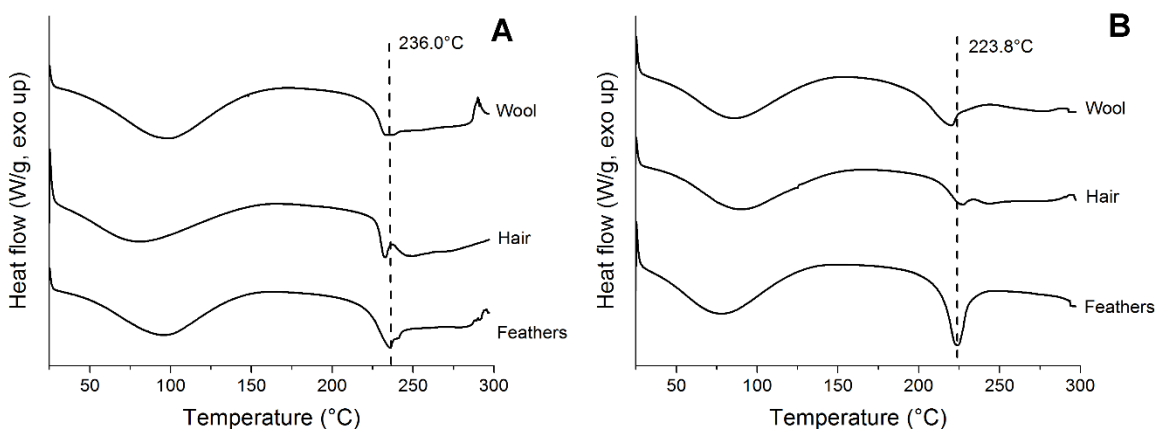 A
236.0°C
Heat flow (W/g, exo up)
Wool
Hair
Feathers
50 100 150 200 250 300
Temperature (°C)
B
223.8°C
Heat flow (W/g, exo up)
Wool
Hair
Feathers
50 100 150 200 250 300
Temperature (°C)